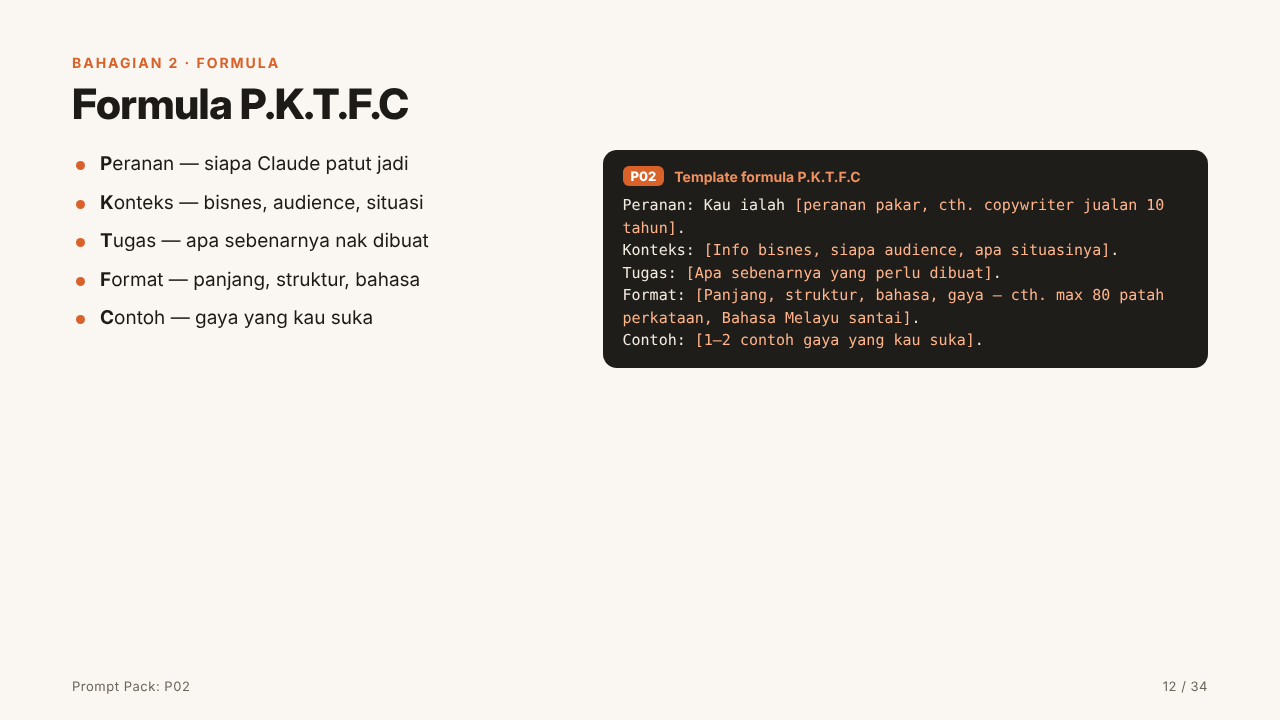 BAHAGIAN 2 · FORMULA
Formula P.K.T.F.C
Peranan — siapa Claude patut jadi
Konteks — bisnes, audience, situasi
Tugas — apa sebenarnya nak dibuat
Format — panjang, struktur, bahasa
Contoh — gaya yang kau suka
P02 Template formula P.K.T.F.C
Peranan: Kau ialah [peranan pakar, cth. copywriter jualan 10
tahun].
Konteks: [Info bisnes, siapa audience, apa situasinya].
Tugas: [Apa sebenarnya yang perlu dibuat].
Format: [Panjang, struktur, bahasa, gaya — cth. max 80 patah
perkataan, Bahasa Melayu santai].
Contoh: [1–2 contoh gaya yang kau suka].
Prompt Pack: P02
12 / 34